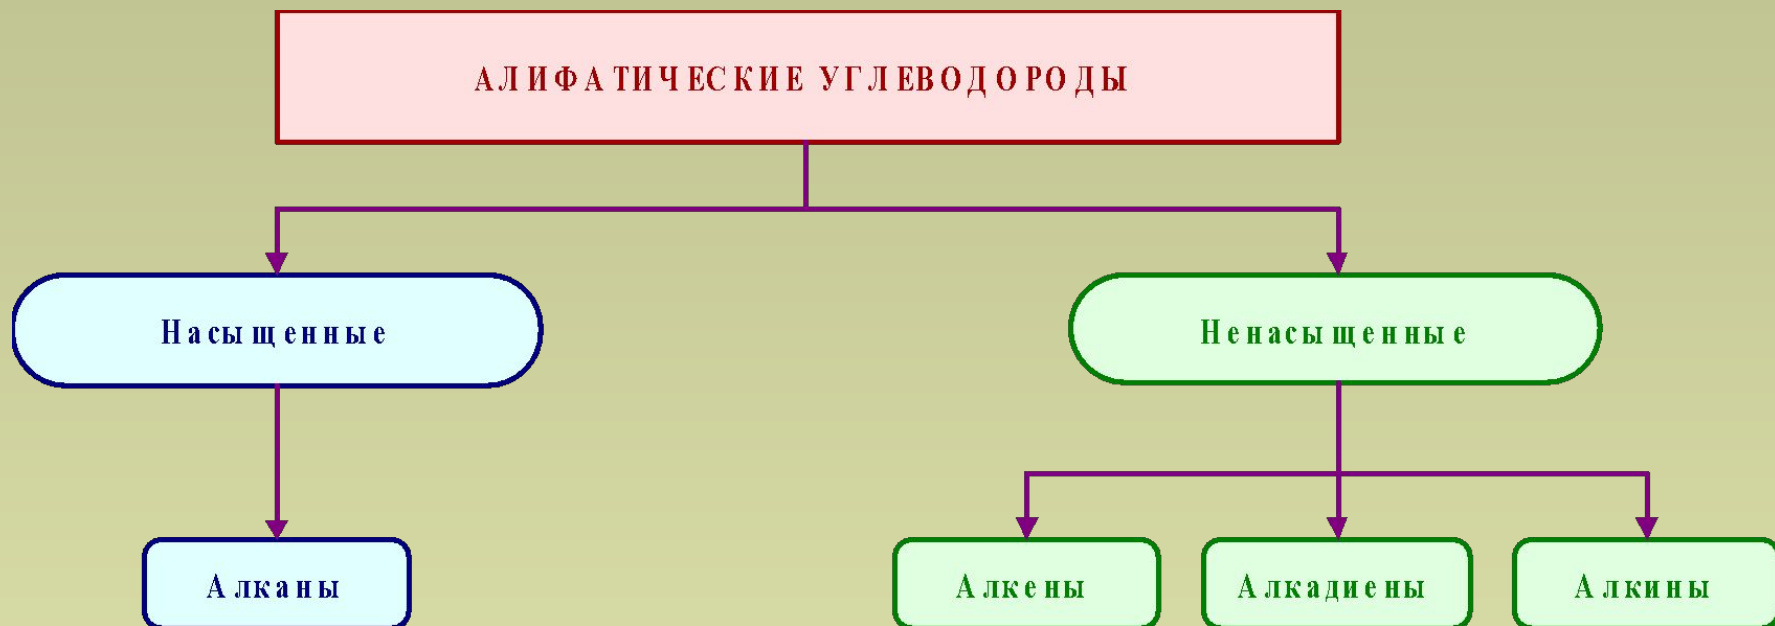 АЛИФАТИЧЕСКИЕ УГЛЕВОДОРОДЫ
Насыщенные
Ненасыщенные
Алканы
Алкены
Алкадиены
Алкины